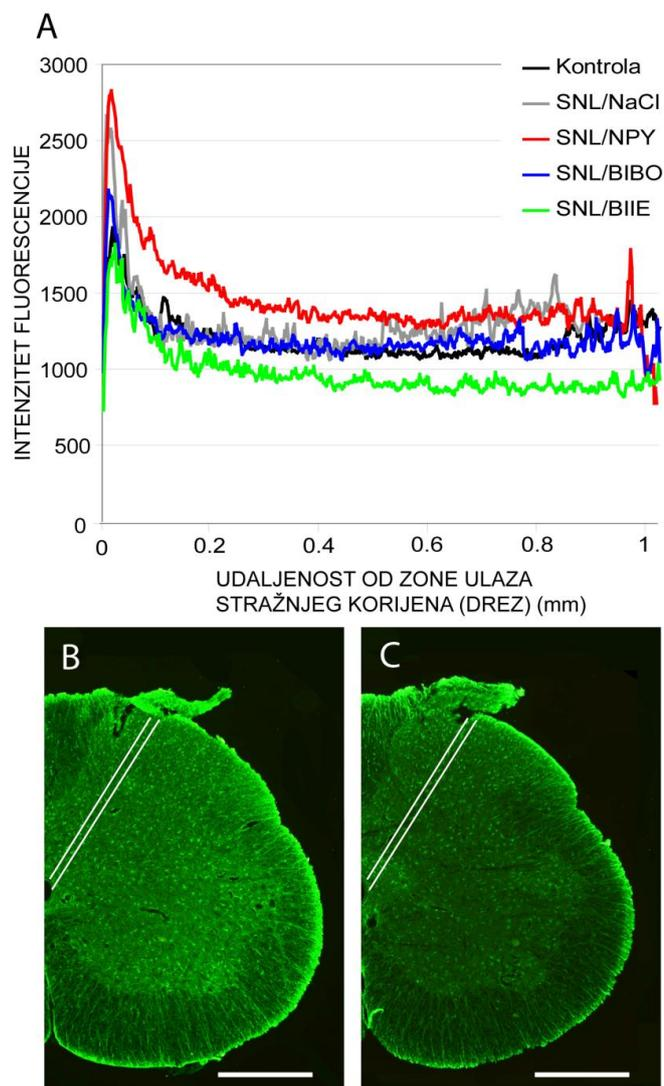 A
3000
2500
2000
1500
1000
500
0
INTENZITET FLUORESCENCIJE
Kontrola
SNL/NaCl
SNL/NPY
SNL/BIBO
SNL/BIIE
0 0.2 0.4 0.6 0.8 1
UDALJENOST OD ZONE ULAZA
STRAŽNJEG KORIJENA (DREZ) (mm)
B
C